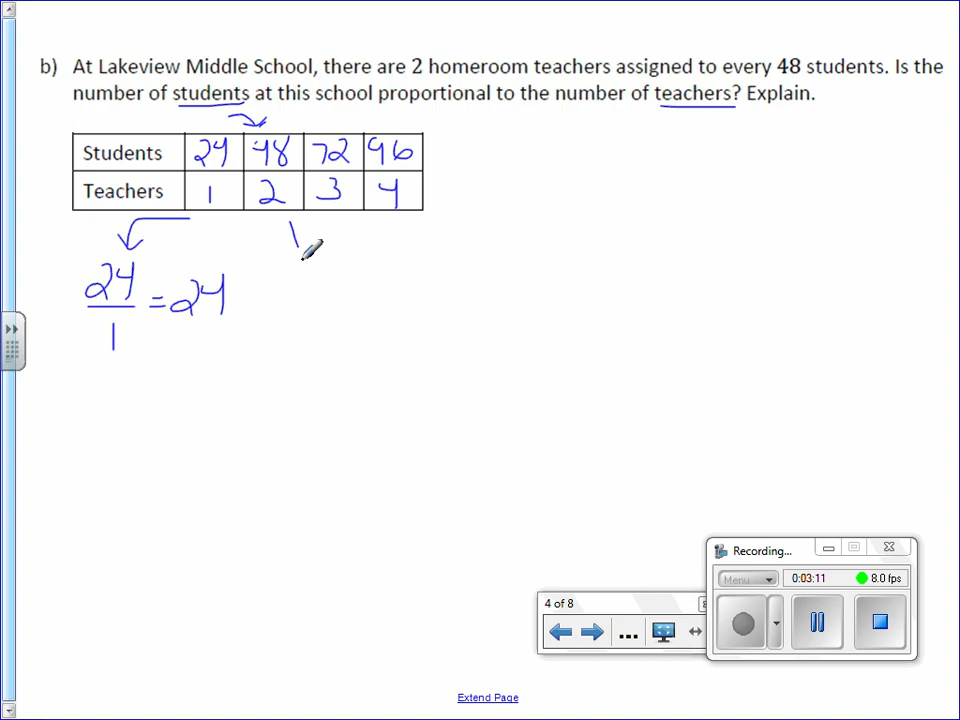 b) At Lakeview Middle School, there are 2 homeroom teachers assigned to every 48 students. Is the
number of students at this school proportional to the number of teachers? Explain.
Students 24 48 72 96
Teachers 1 2 3 4
24
— = 24
1
Recording...
Menu 0:03:11 8.0 fps
4 of 8
...
Extend Page